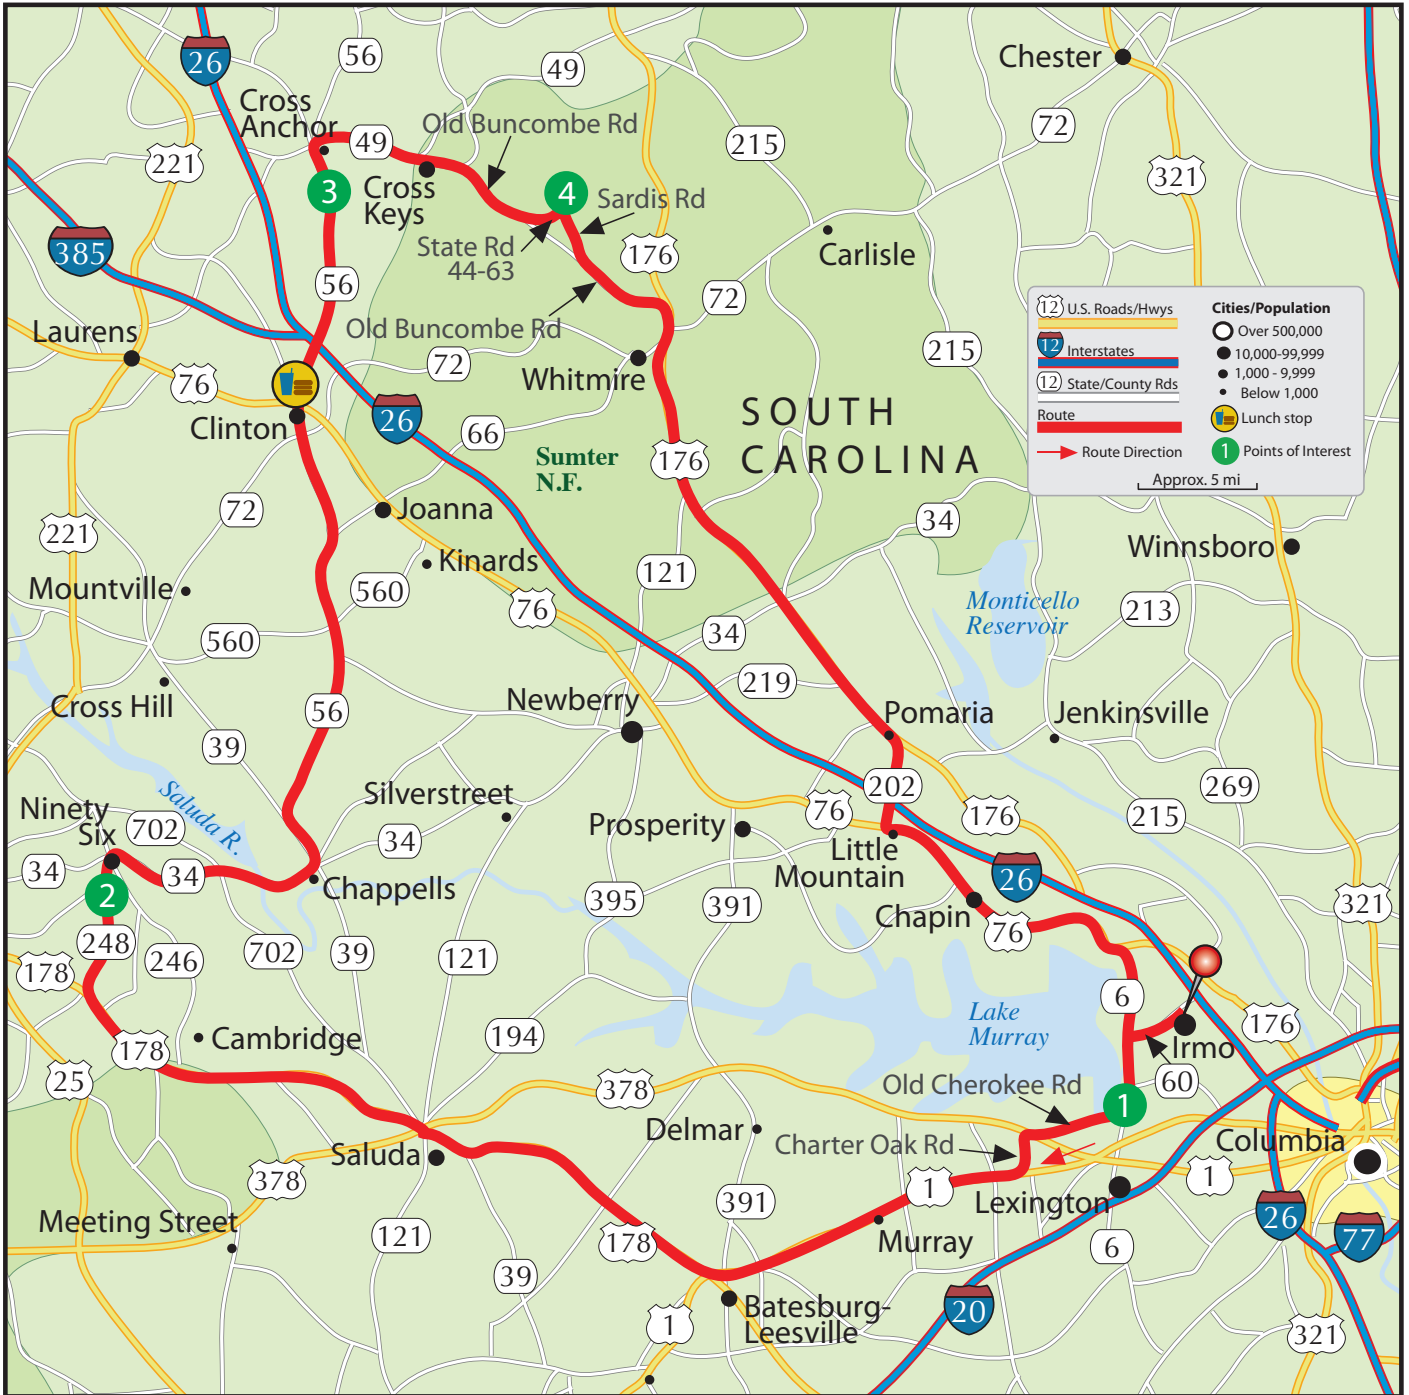 26
56
49
Chester
Cross
Anchor
49
Old Buncombe Rd
215
72
221
3
Cross
Keys
4
Sardis Rd
321
385
State Rd
44-63
176
Carlisle
56
72
Old Buncombe Rd
Laurens
72
Whitmire
215
76
Clinton
26
66
SOUTH
CAROLINA
Sumter
N.F.
176
12 U.S. Roads/Hwys
12 Interstates
12 State/County Rds
Route
Route Direction
Cities/Population
Over 500,000
10,000-99,999
1,000 - 9,999
Below 1,000
Lunch stop
1 Points of Interest
Approx. 5 mi
72
Joanna
34
221
Kinards
Winnsboro
Mountville
560
121
76
Monticello
Reservoir
213
560
34
219
Cross Hill
56
Newberry
Pomaria
Jenkinsville
39
202
269
Ninety
Six
702
Saluda R.
Silverstreet
76
176
215
34
Prosperity
Little
Mountain
34
34
Chappells
26
2
395
391
Chapin
321
248
246
702
39
121
76
178
6
Lake
Murray
176
178
Cambridge
194
Irmo
25
378
Old Cherokee Rd
60
1
Delmar
Charter Oak Rd
Columbia
Saluda
378
1
Lexington
1
391
26
Meeting Street
121
178
Murray
6
77
39
20
Batesburg-
Leesville
1
321